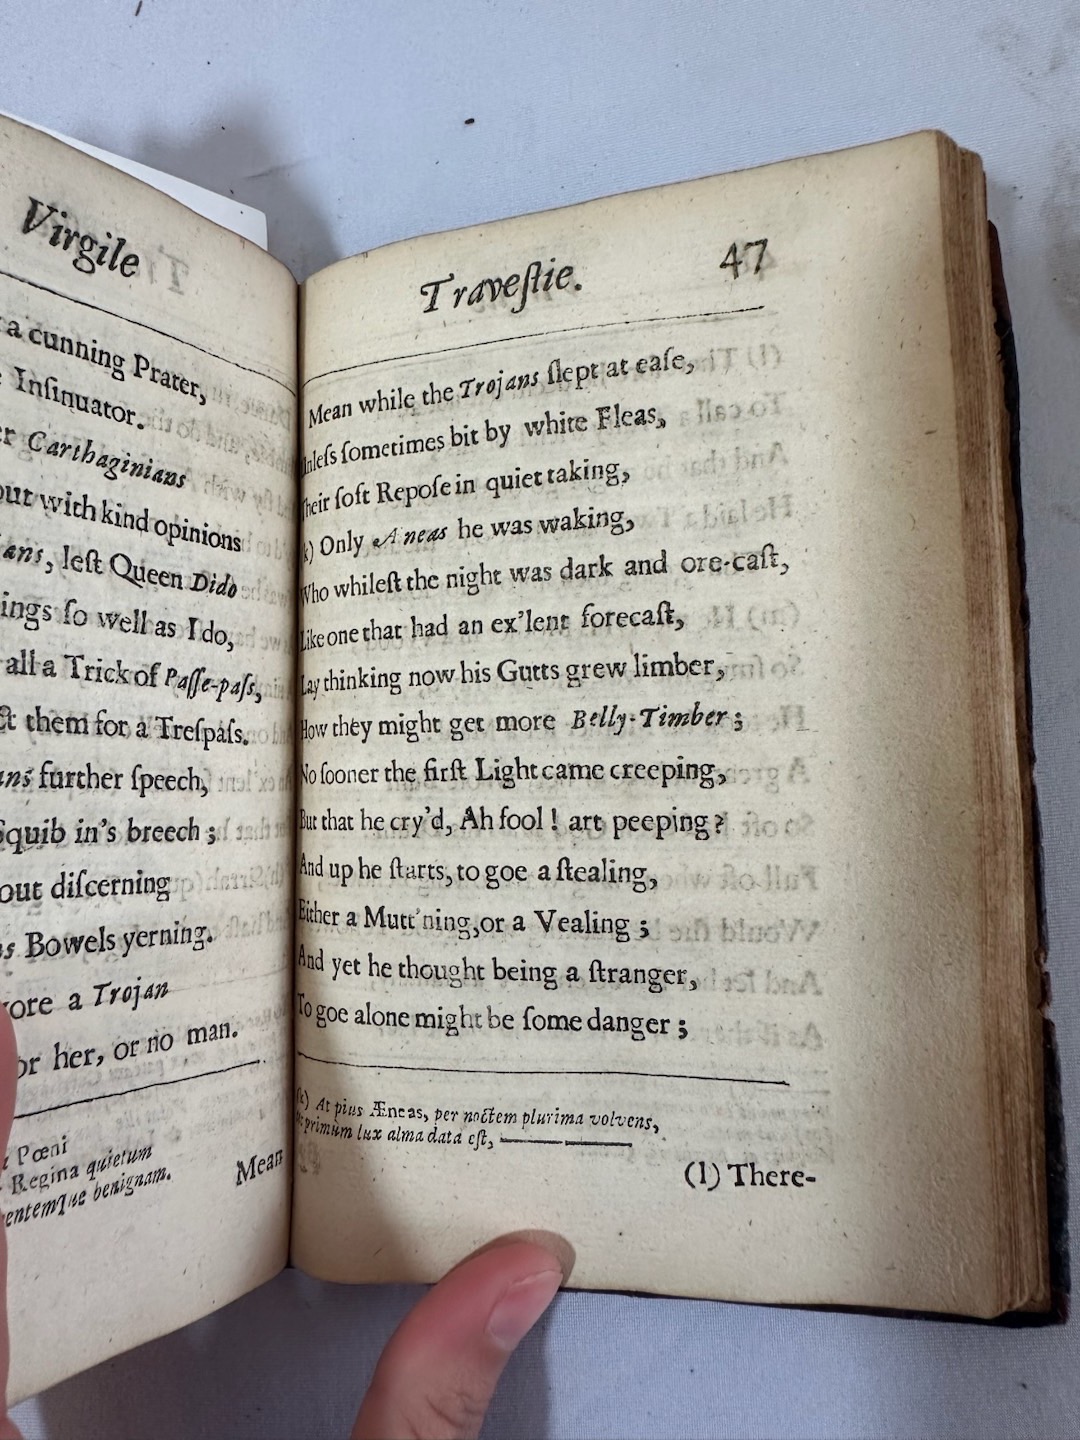 Virgile
a cunning Prater,
Inſinuator.
Carthaginians
out with kind opinions
ans, leſt Queen Dido
ings ſo well as I do,
all a Trick of Paſſe-paſs,
ct them for a Treſpaſs.
ans further ſpeech,
Squib in's breech;
out diſcerning
Bowels yerning.
a Trojan
or her, or no man.
Pœni
Regina quietum
entemque benignam.
Mean
Traveſtie. 47
Mean while the Trojans ſlept at eaſe,
Unleſs ſometimes bit by white Fleas,
Their ſoft Repoſe in quiet taking,
(k) Only Æneas he was waking,
Who whileſt the night was dark and ore-caſt,
Like one that had an ex'lent forecaſt,
Lay thinking now his Gutts grew limber,
How they might get more Belly-Timber;
No ſooner the firſt Light came creeping,
But that he cry'd, Ah fool! art peeping?
And up he ſtarts, to goe a ſtealing,
Either a Mutt'ning, or a Vealing;
And yet he thought being a ſtranger,
To goe alone might be ſome danger;
(k) At pius Æneas, per noctem plurima volvens,
primum lux alma data eſt,
(l) There-